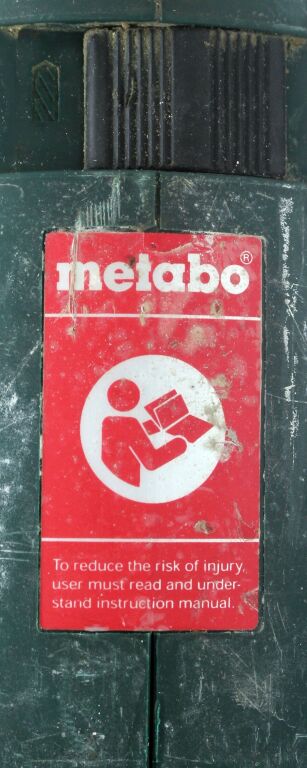 metabo®
To reduce the risk of injury,
user must read and under-
stand instruction manual.